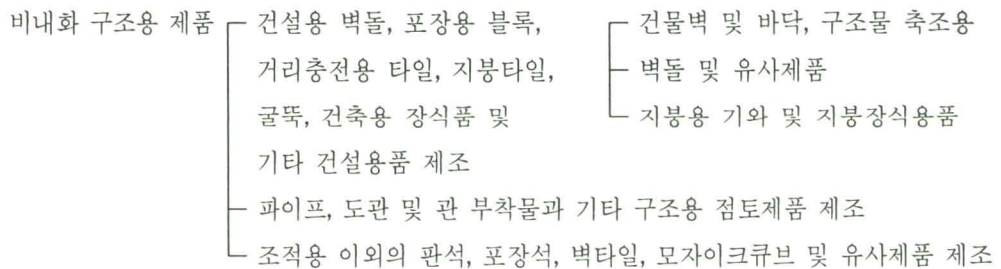 비내화 구조용 제품 건설용 벽돌, 포장용 블록, 건물벽 및 바닥, 구조물 축조용
거리충전용 타일, 지붕타일, 벽돌 및 유사제품
굴뚝, 건축용 장식품 및 지붕용 기와 및 지붕장식용품
기타 건설용품 제조
파이프, 도관 및 관 부착물과 기타 구조용 점토제품 제조
조적용 이외의 판석, 포장석, 벽타일, 모자이크큐브 및 유사제품 제조